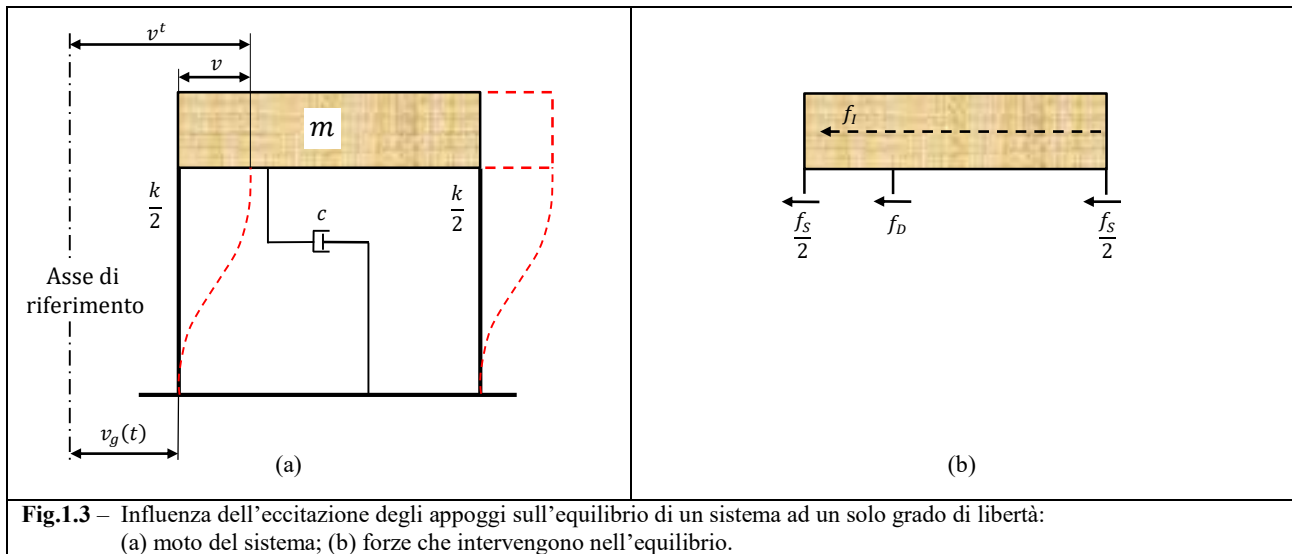 v^t
v
m
k/2
c
k/2
Asse di
riferimento
v_g(t)
(a)
f_I
f_S/2
f_D
f_S/2
(b)
Fig.1.3 – Influenza dell’eccitazione degli appoggi sull’equilibrio di un sistema ad un solo grado di libertà:
(a) moto del sistema; (b) forze che intervengono nell’equilibrio.